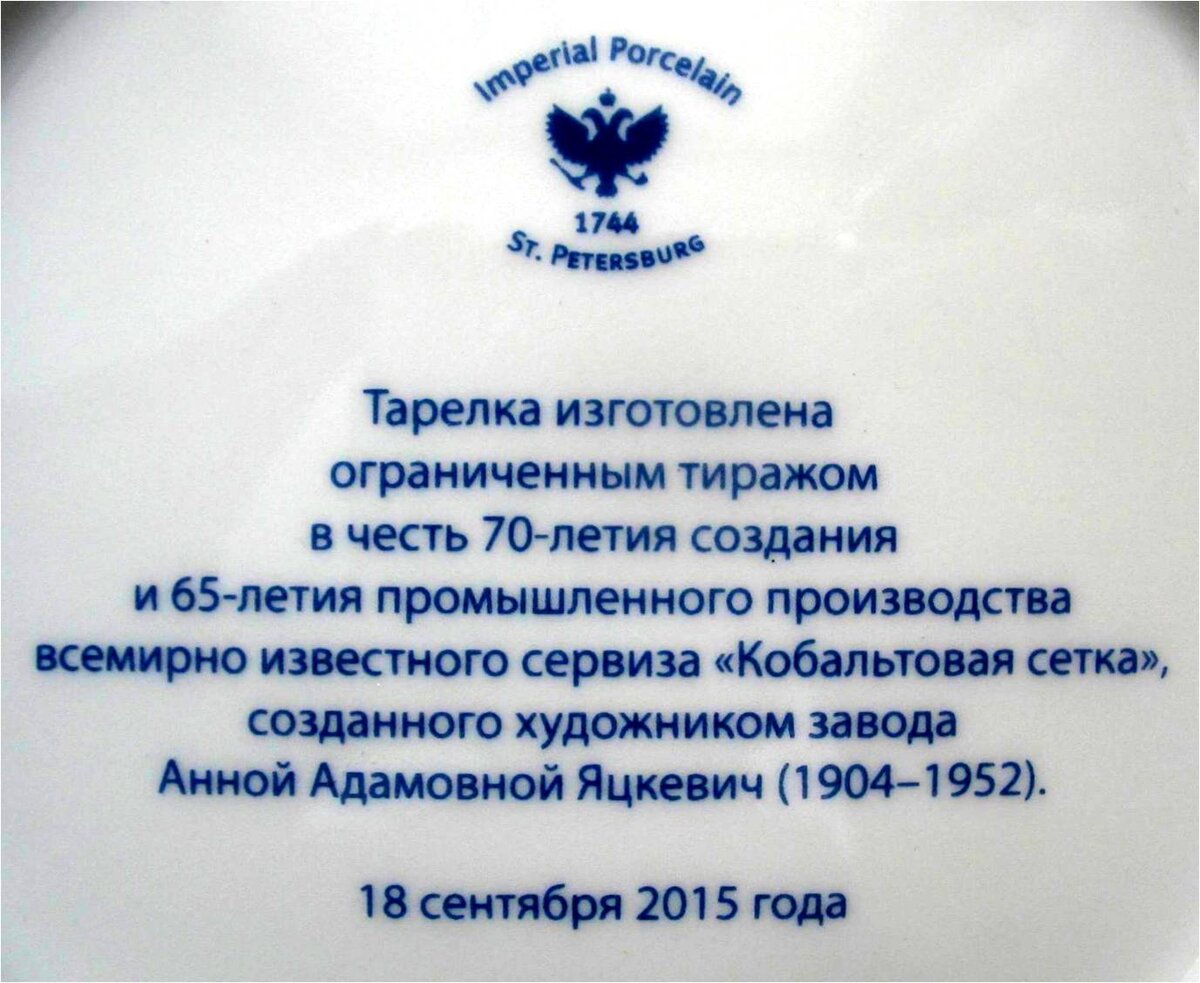 Imperial Porcelain
1744
St. Petersburg
Тарелка изготовлена
ограниченным тиражом
в честь 70-летия создания
и 65-летия промышленного производства
всемирно известного сервиза «Кобальтовая сетка»,
созданного художником завода
Анной Адамовной Яцкевич (1904–1952).
18 сентября 2015 года